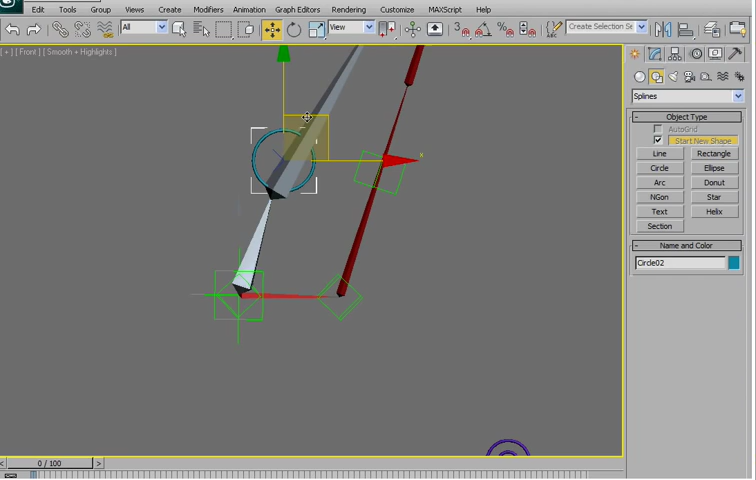 Edit Tools Group Views Create Modifiers Animation Graph Editors Rendering Customize MAXScript Help
All View 3 Create Selection Se
[ + ] [ Front ] [ Smooth + Highlights ]
x
Splines
- Object Type
AutoGrid
Start New Shape
Line Rectangle
Circle Ellipse
Arc Donut
NGon Star
Text Helix
Section
- Name and Color
Circle02
< 0 / 100 >